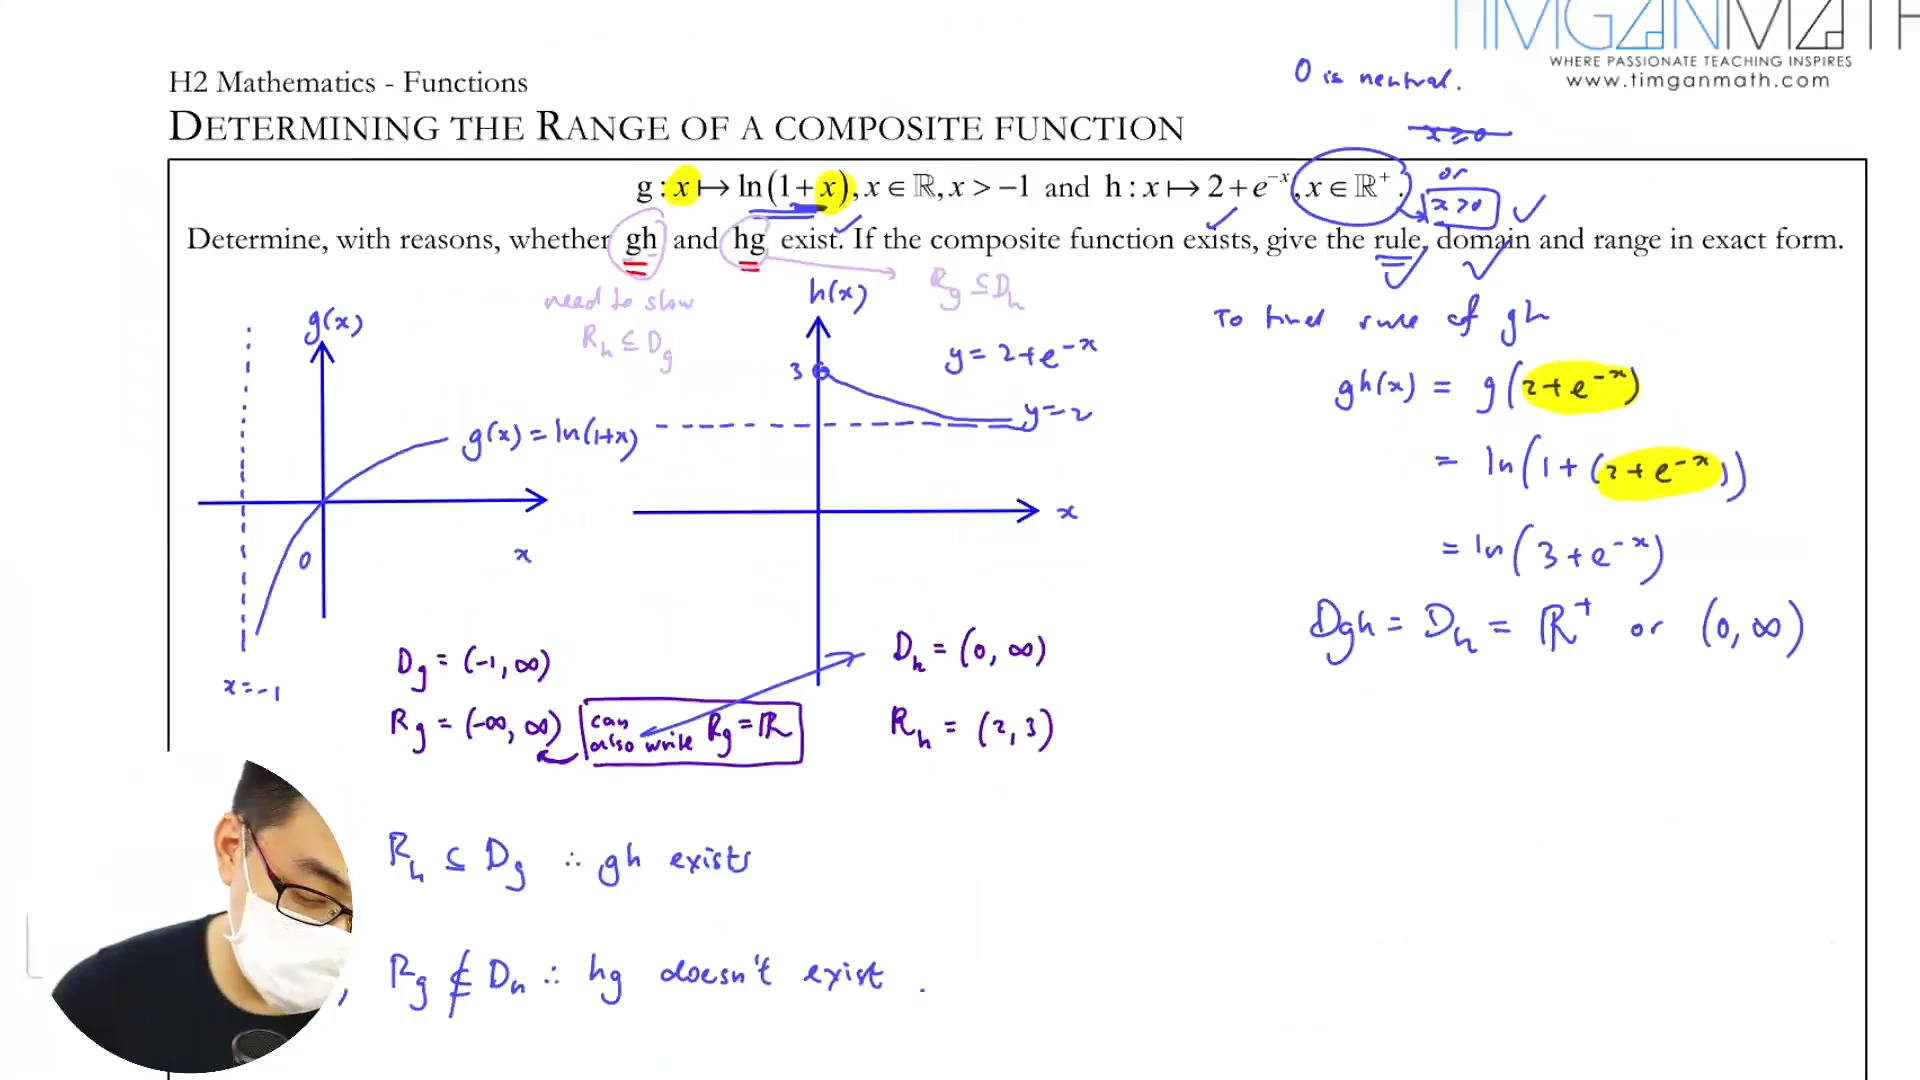 TIMGANMATH
WHERE PASSIONATE TEACHING INSPIRES
www.timganmath.com
0 is neutral.
H2 Mathematics - Functions
DETERMINING THE RANGE OF A COMPOSITE FUNCTION
x ≥ 0
or
x > 0
g : x ↦ ln(1+x), x ∈ ℝ, x > −1 and h : x ↦ 2 + e⁻ˣ, x ∈ ℝ⁺.
Determine, with reasons, whether gh and hg exist. If the composite function exists, give the rule, domain and range in exact form.
need to show
R_h ⊆ D_g
R_g ⊆ D_h
g(x)
g(x) = ln(1+x)
0
x
x = -1
h(x)
3
y = 2+e⁻ˣ
y = 2
x
D_g = (-1, ∞)
R_g = (-∞, ∞)
can also write R_g = ℝ
D_h = (0, ∞)
R_h = (2, 3)
R_h ⊆ D_g ∴ gh exists
R_g ⊈ D_h ∴ hg doesn't exist.
To find rule of gh
gh(x) = g(2+e⁻ˣ)
= ln(1+(2+e⁻ˣ))
= ln(3+e⁻ˣ)
D_gh = D_h = ℝ⁺ or (0, ∞)